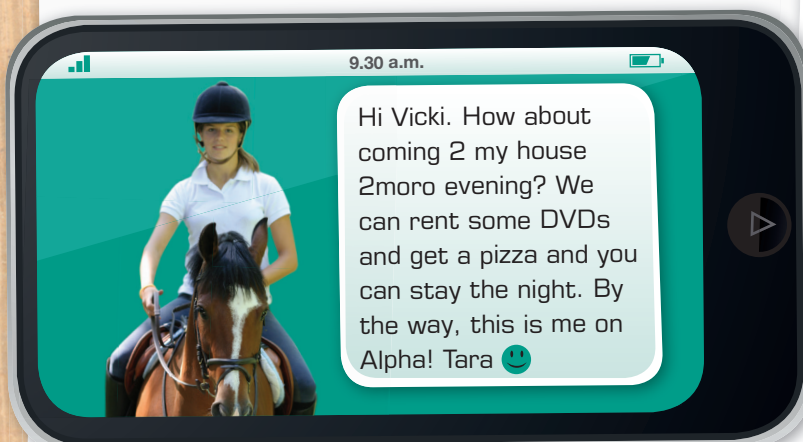 9.30 a.m.
Hi Vicki. How about
coming 2 my house
2moro evening? We
can rent some DVDs
and get a pizza and you
can stay the night. By
the way, this is me on
Alpha! Tara